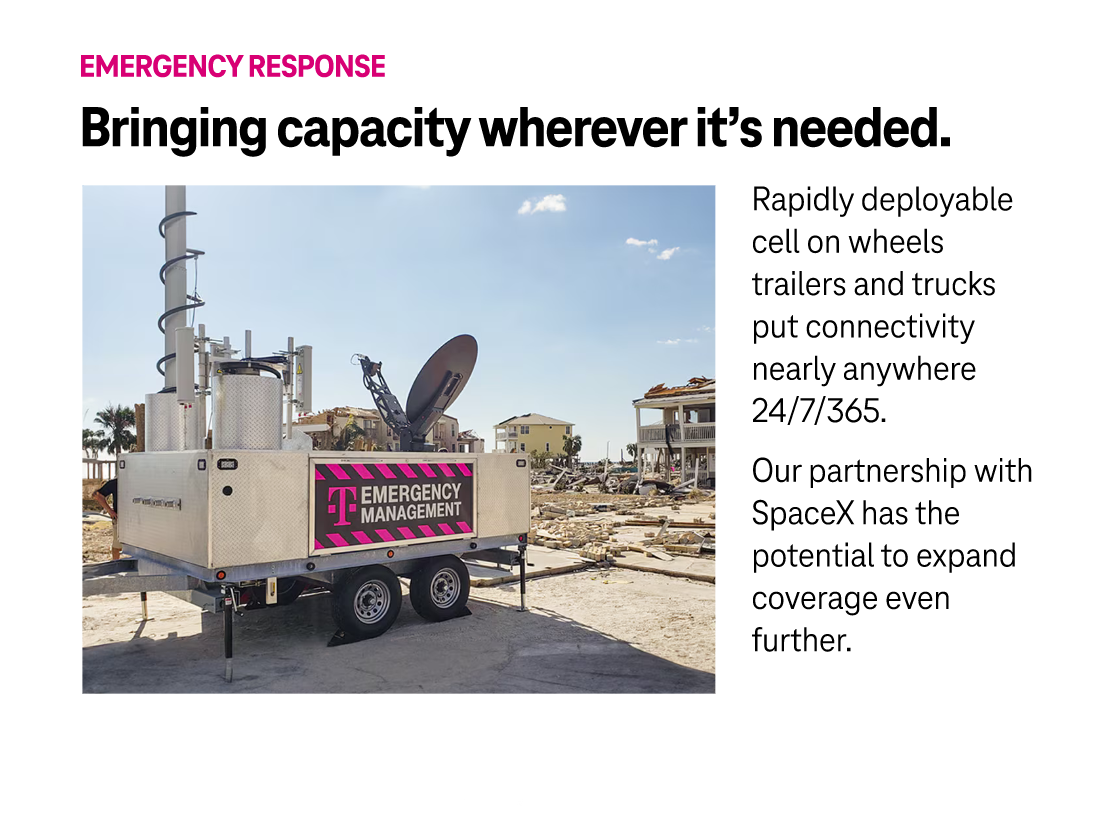 EMERGENCY RESPONSE
Bringing capacity wherever it’s needed.
Rapidly deployable
cell on wheels
trailers and trucks
put connectivity
nearly anywhere
24/7/365.
Our partnership with
SpaceX has the
potential to expand
coverage even
further.
T EMERGENCY
MANAGEMENT